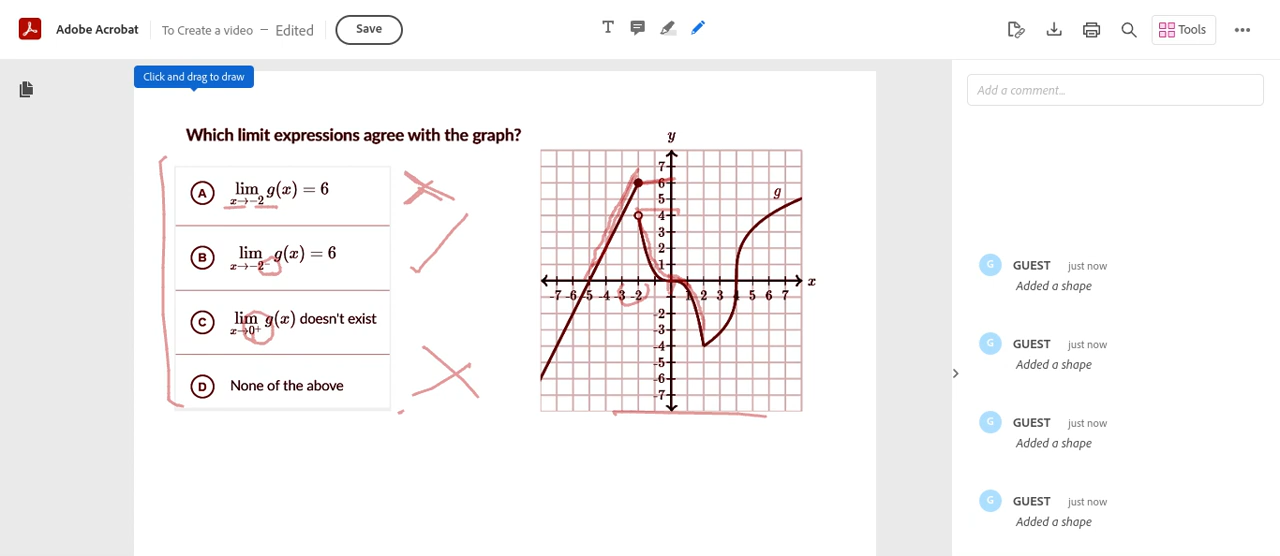 Adobe Acrobat
To Create a video – Edited
Save
T
Tools
Click and drag to draw
Add a comment...
Which limit expressions agree with the graph?
A lim g(x) = 6
x→-2
B lim g(x) = 6
x→-2⁻
C lim g(x) doesn't exist
x→0⁺
D None of the above
y
7
6
5
4
3
2
1
g
x
-7 -6 -5 -4 -3 -2 1 2 3 4 5 6 7
-2
-3
-4
-5
-6
-7
G GUEST just now
Added a shape
G GUEST just now
Added a shape
G GUEST just now
Added a shape
G GUEST just now
Added a shape